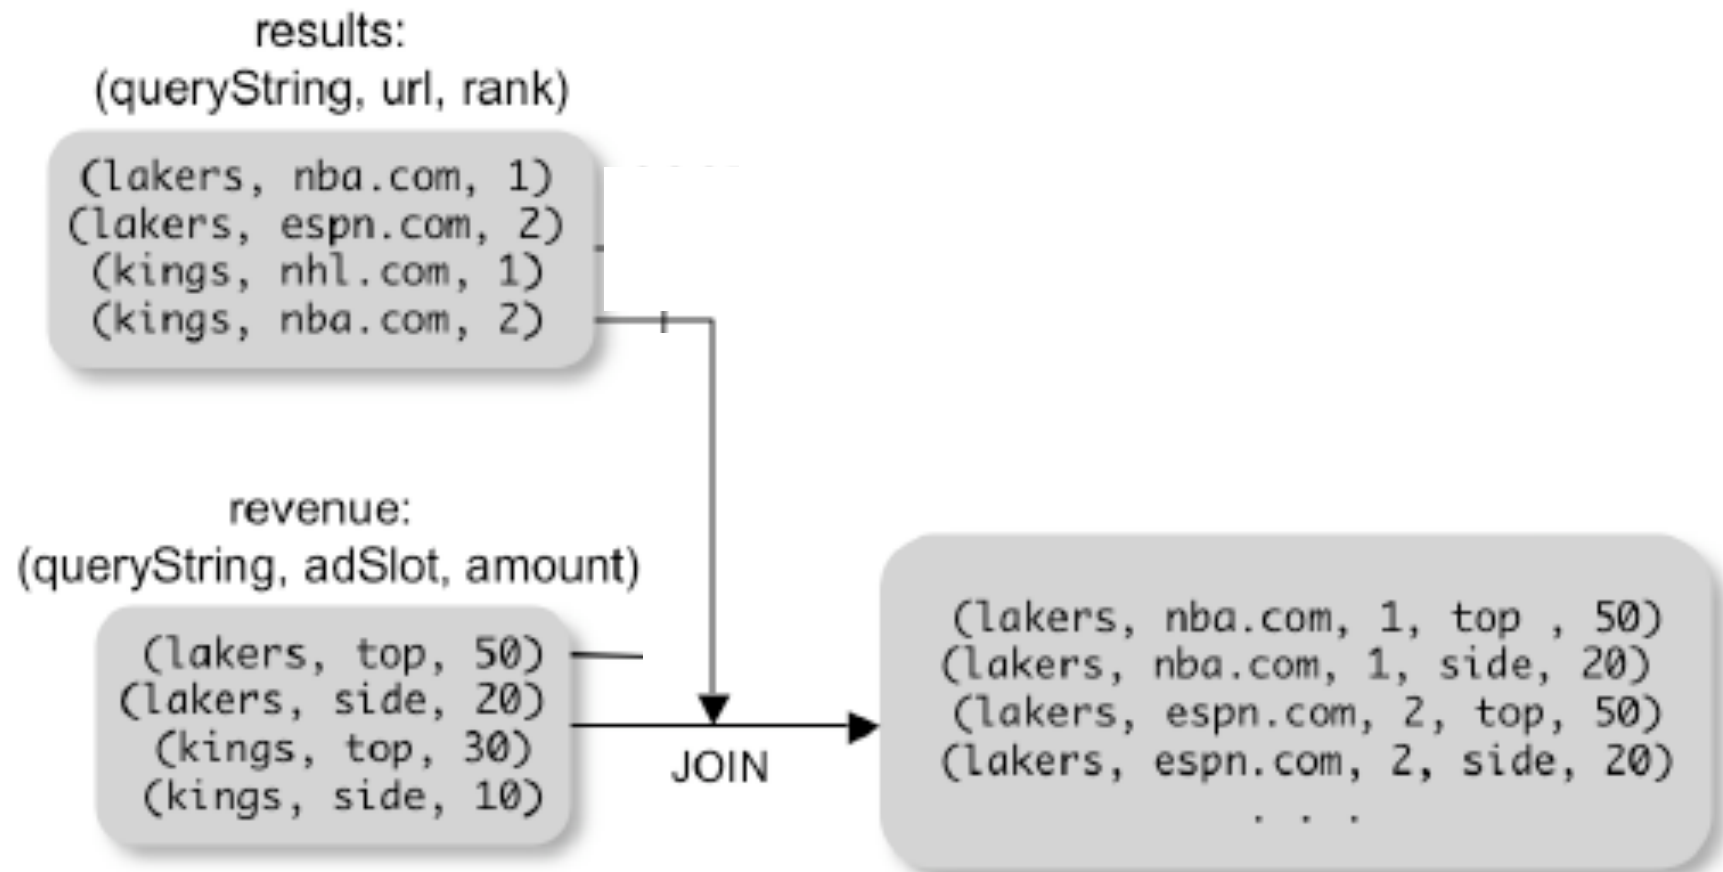 results:
(queryString, url, rank)
(lakers, nba.com, 1)
(lakers, espn.com, 2)
(kings, nhl.com, 1)
(kings, nba.com, 2)
revenue:
(queryString, adSlot, amount)
(lakers, top, 50)
(lakers, side, 20)
(kings, top, 30)
(kings, side, 10)
JOIN
(lakers, nba.com, 1, top , 50)
(lakers, nba.com, 1, side, 20)
(lakers, espn.com, 2, top, 50)
(lakers, espn.com, 2, side, 20)
. . .